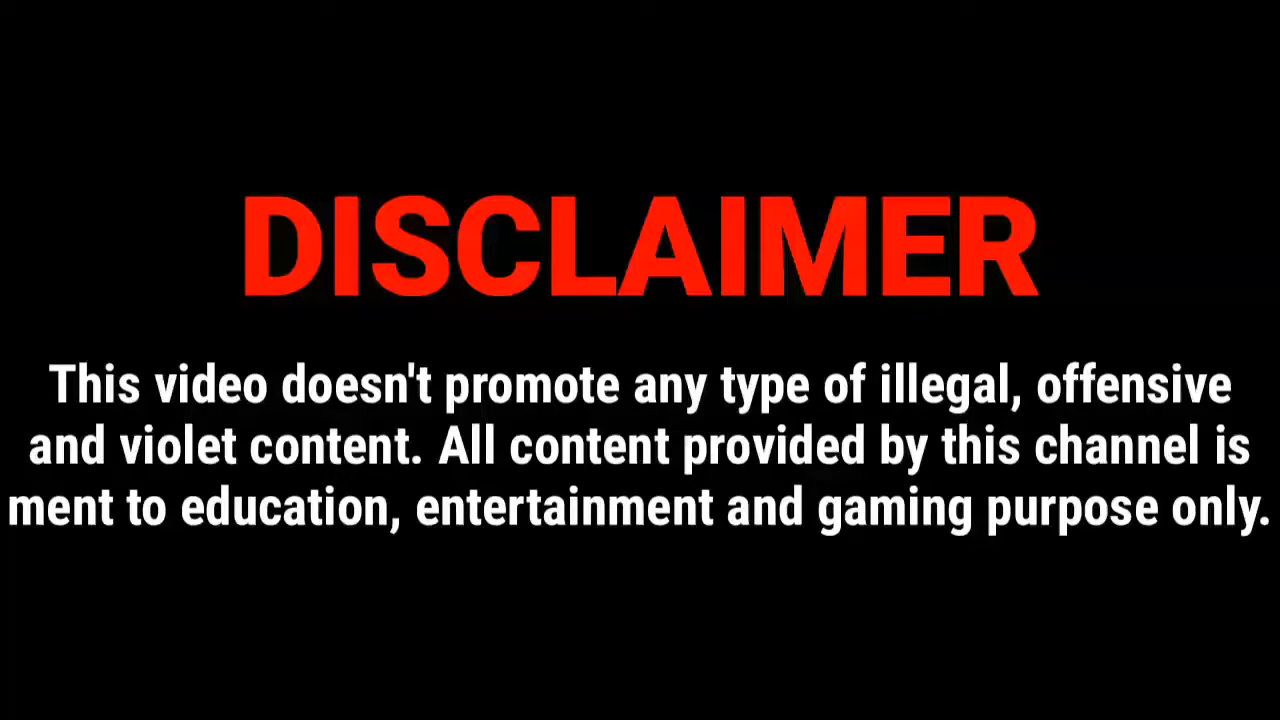 DISCLAIMER
This video doesn't promote any type of illegal, offensive
and violet content. All content provided by this channel is
ment to education, entertainment and gaming purpose only.